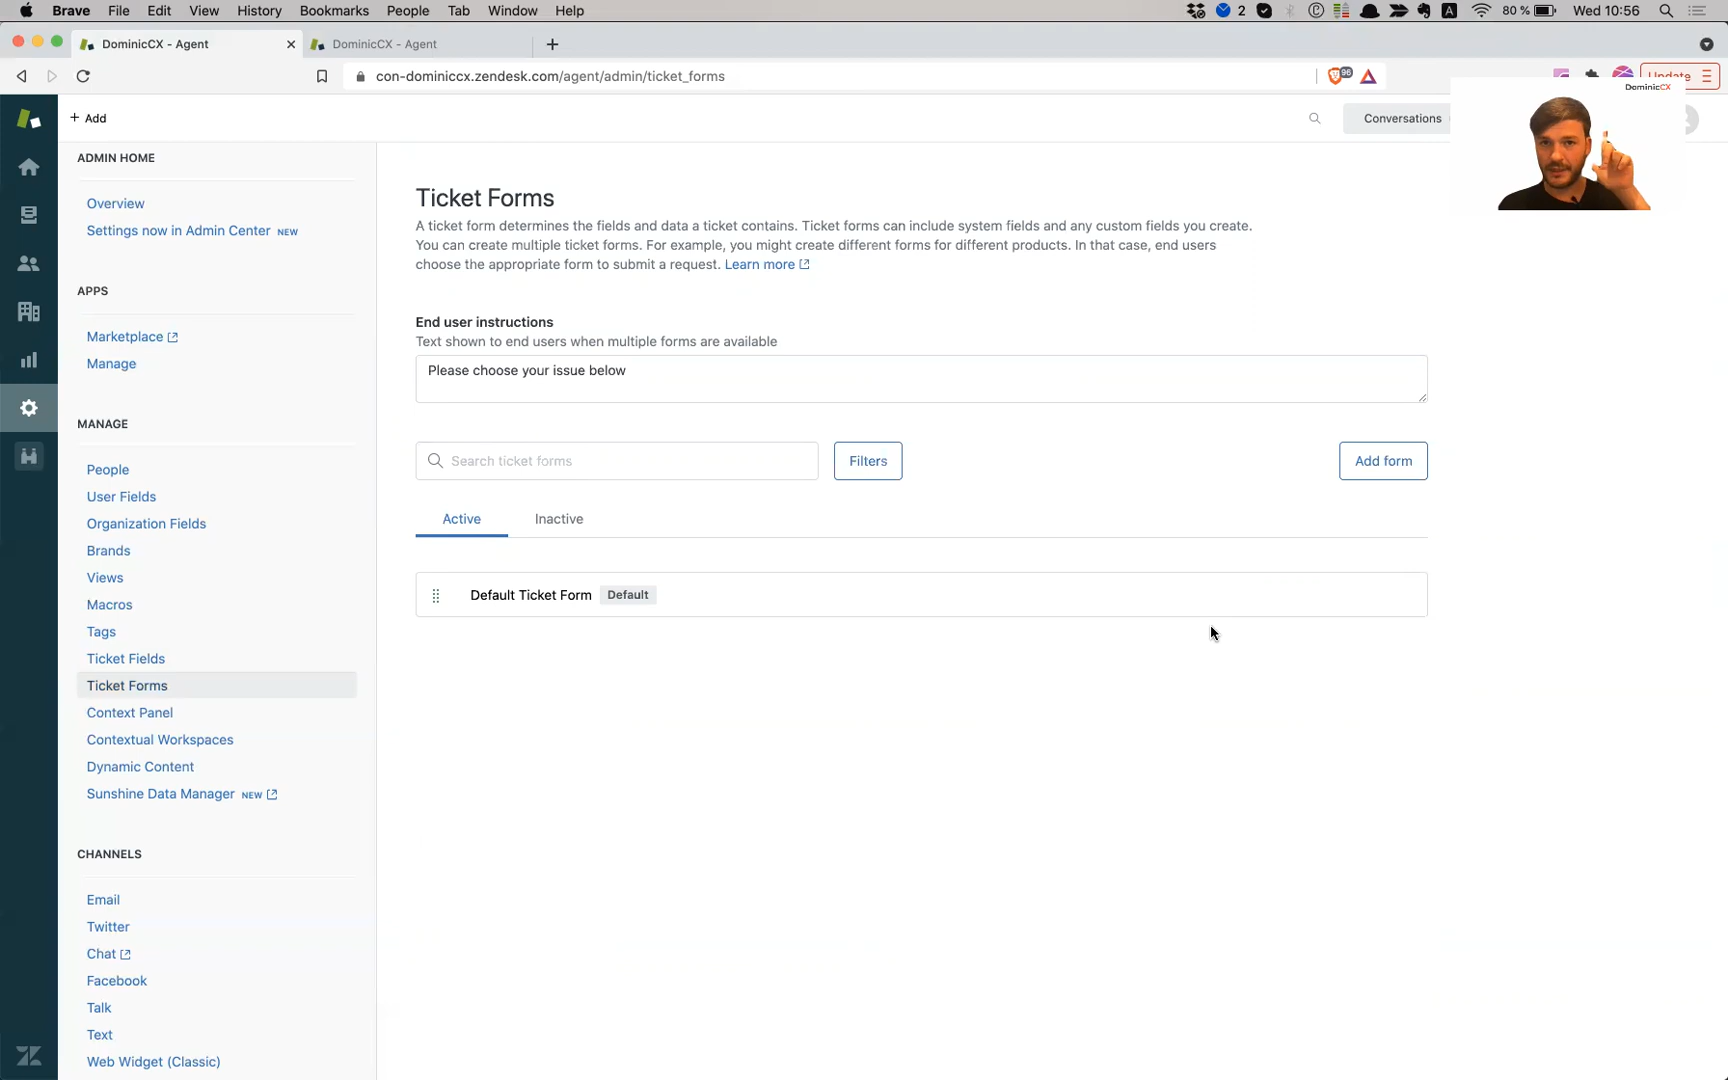 Brave File Edit View History Bookmarks People Tab Window Help
2 80 % Wed 10:56
DominicCX - Agent
DominicCX - Agent
con-dominiccx.zendesk.com/agent/admin/ticket_forms
96
Update
DominicCX
+ Add
Conversations
ADMIN HOME
Overview
Settings now in Admin Center NEW
APPS
Marketplace
Manage
MANAGE
People
User Fields
Organization Fields
Brands
Views
Macros
Tags
Ticket Fields
Ticket Forms
Context Panel
Contextual Workspaces
Dynamic Content
Sunshine Data Manager NEW
CHANNELS
Email
Twitter
Chat
Facebook
Talk
Text
Web Widget (Classic)
Ticket Forms
A ticket form determines the fields and data a ticket contains. Ticket forms can include system fields and any custom fields you create.
You can create multiple ticket forms. For example, you might create different forms for different products. In that case, end users
choose the appropriate form to submit a request. Learn more
End user instructions
Text shown to end users when multiple forms are available
Please choose your issue below
Search ticket forms
Filters
Add form
Active
Inactive
Default Ticket Form Default